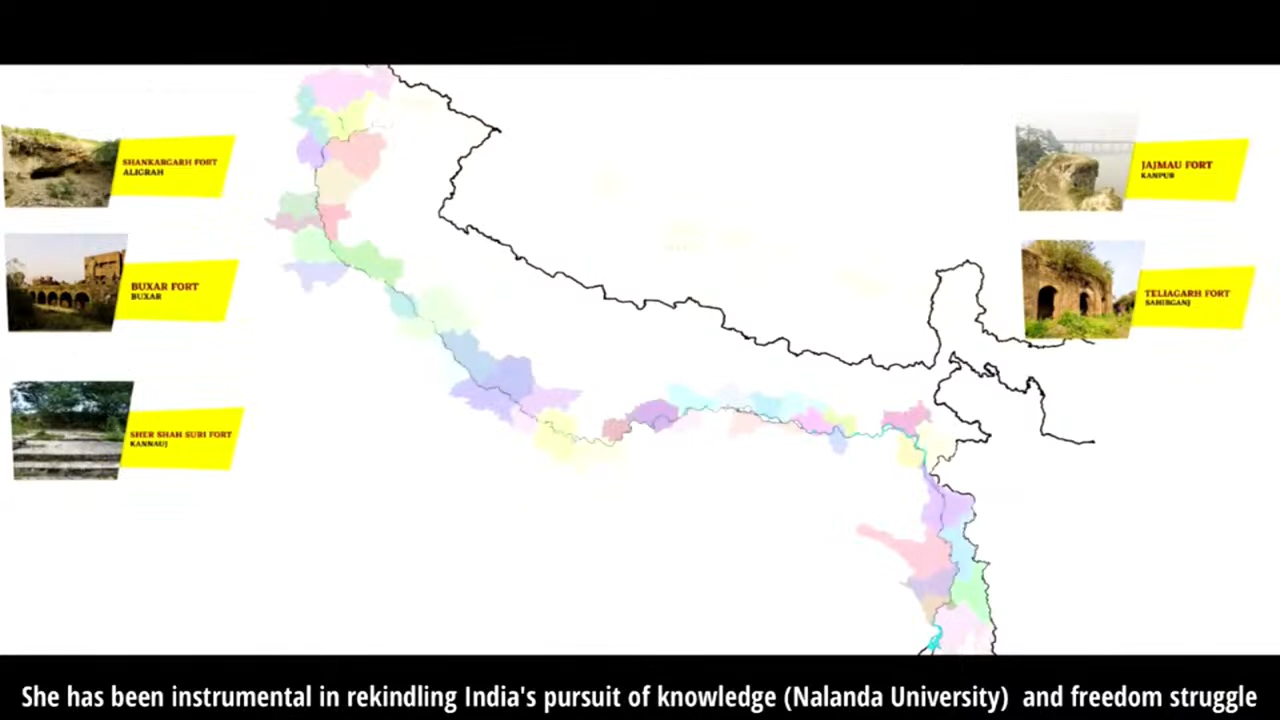 SHANKARGARH FORT
ALIGRAH
BUXAR FORT
BUXAR
SHER SHAH SURI FORT
KANNAUJ
JAJMAU FORT
KANPUR
TELIAGARH FORT
SAHIBGANJ
She has been instrumental in rekindling India's pursuit of knowledge (Nalanda University) and freedom struggle